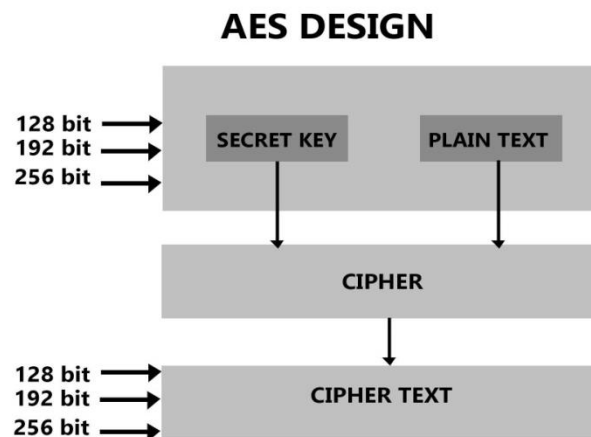 AES DESIGN
128 bit
192 bit
256 bit
SECRET KEY
PLAIN TEXT
CIPHER
128 bit
192 bit
256 bit
CIPHER TEXT